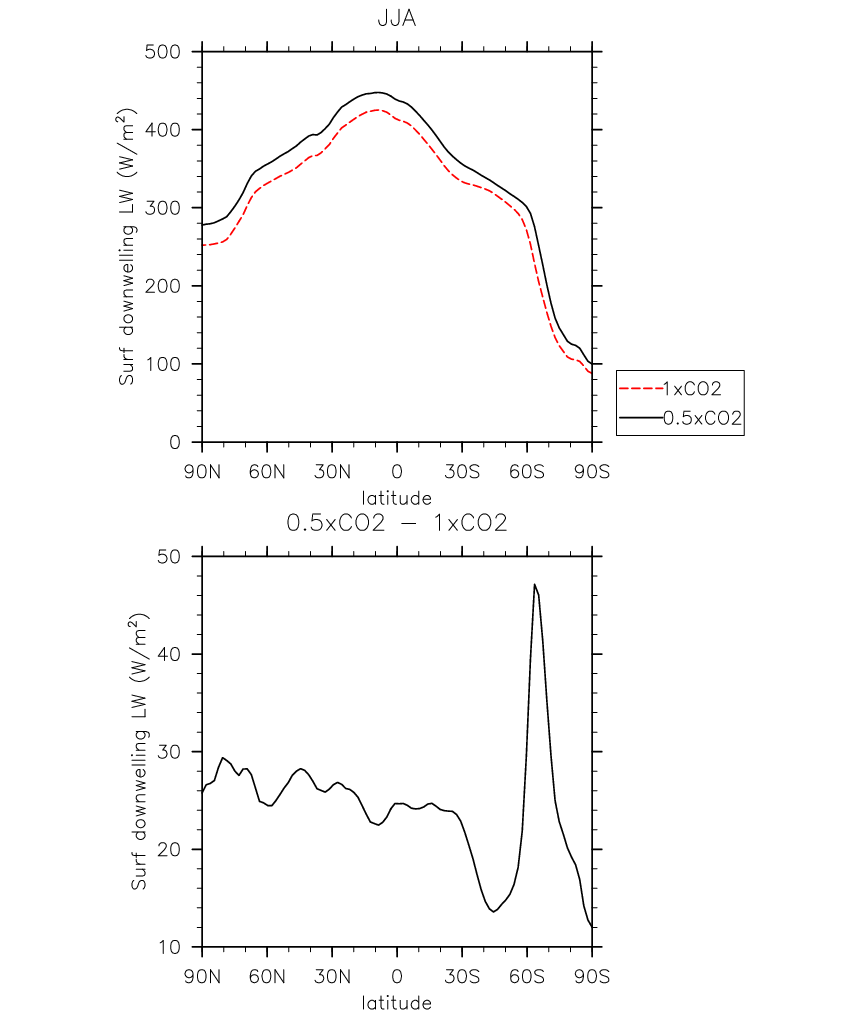 JJA
500
400
300
200
100
0
Surf downwelling LW (W/m²)
90N 60N 30N 0 30S 60S 90S
latitude
1xCO2
0.5xCO2
0.5xCO2 – 1xCO2
50
40
30
20
10
Surf downwelling LW (W/m²)
90N 60N 30N 0 30S 60S 90S
latitude